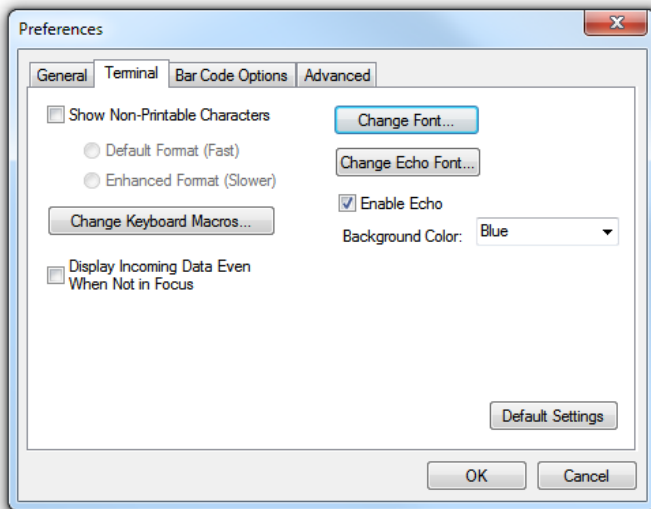 Preferences
General
Terminal
Bar Code Options
Advanced
Show Non-Printable Characters
Default Format (Fast)
Enhanced Format (Slower)
Change Keyboard Macros...
Display Incoming Data Even
When Not in Focus
Change Font...
Change Echo Font...
Enable Echo
Background Color:
Blue
Default Settings
OK
Cancel